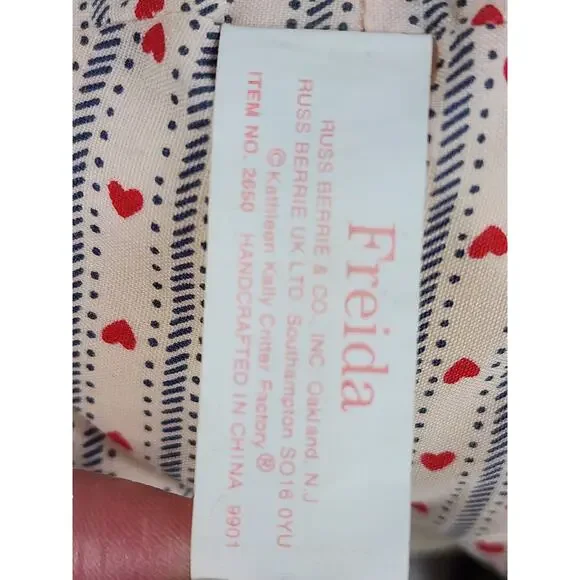 Freida
RUSS BERRIE & CO., INC. Oakland, N.J.
RUSS BERRIE UK LTD. Southampton SO16 0YU
© Kathleen Kelly Critter Factory ®
ITEM NO. 2650 HANDCRAFTED IN CHINA 9901